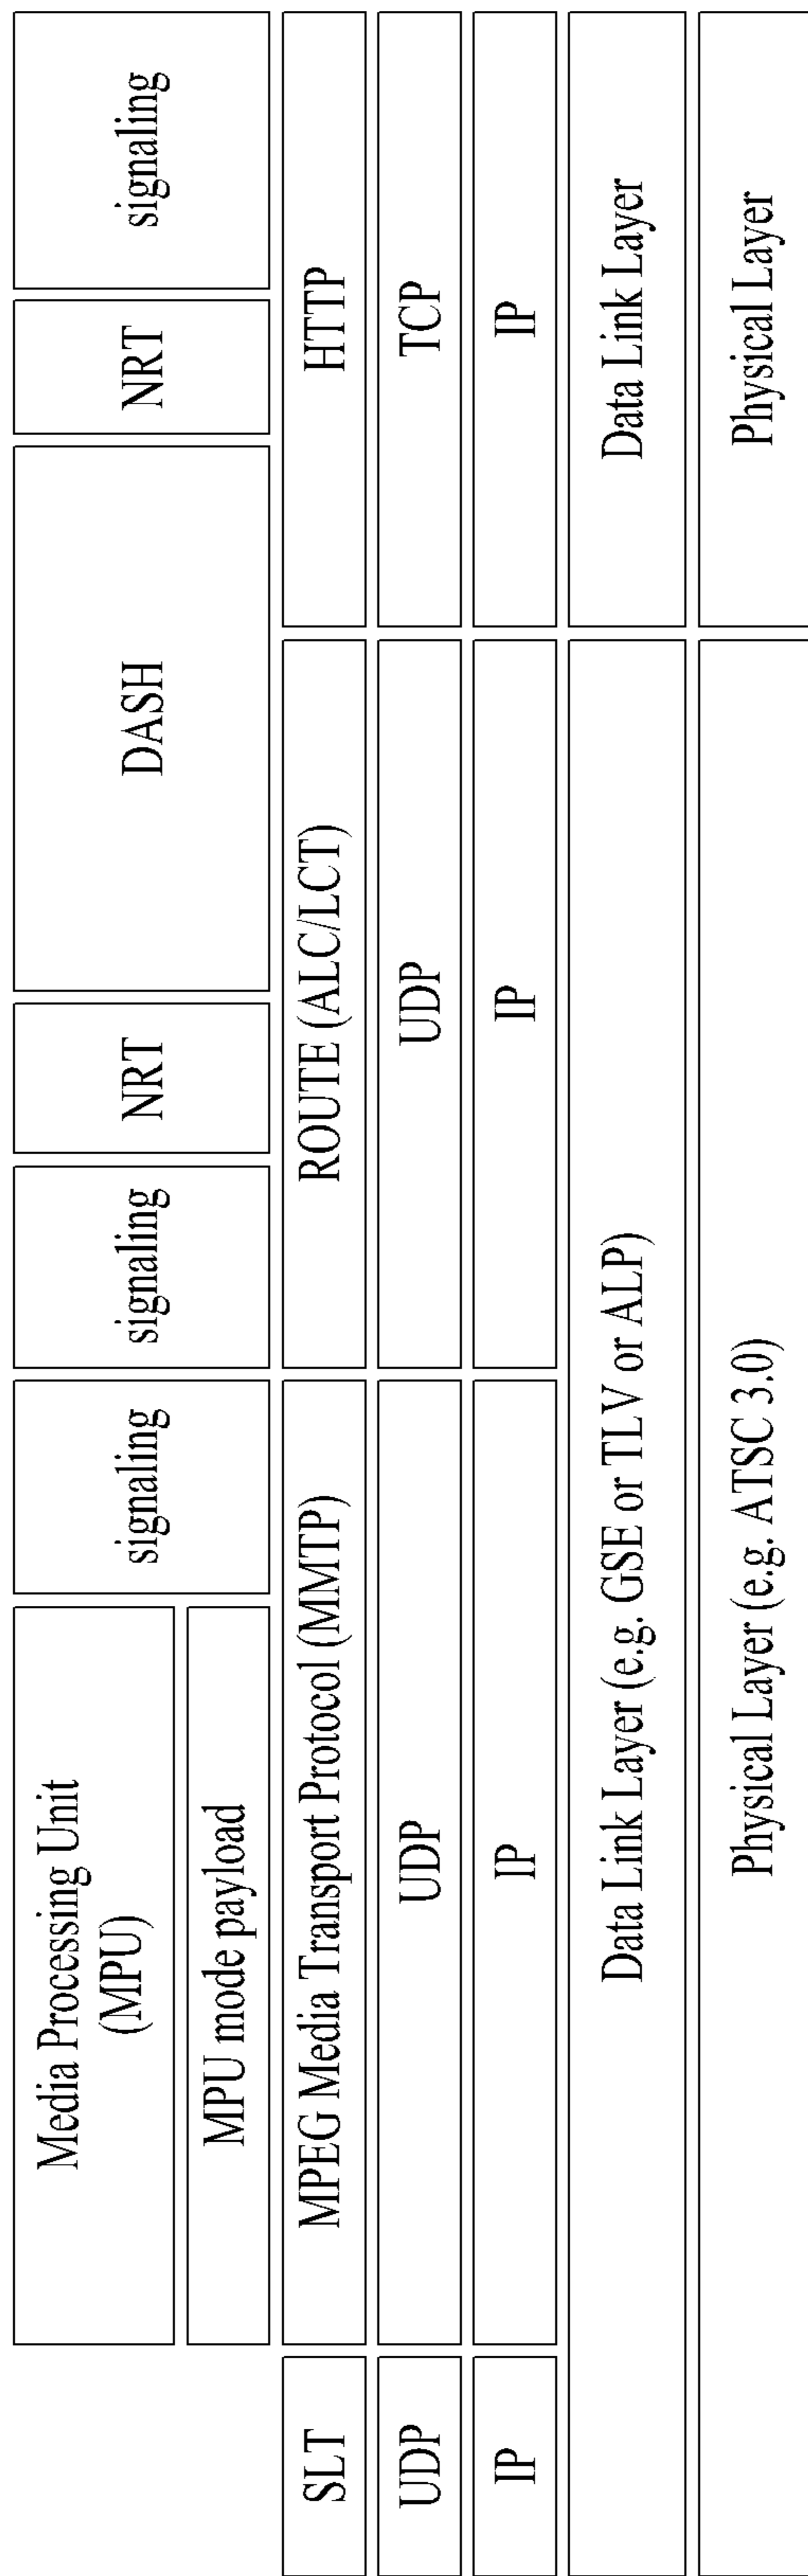 Media Processing Unit
(MPU)
signaling
signaling
NRT
DASH
NRT
signaling
MPU mode payload
SLT
MPEG Media Transport Protocol (MMTP)
ROUTE (ALC/LCT)
HTTP
UDP
UDP
UDP
TCP
IP
IP
IP
IP
Data Link Layer (e.g. GSE or TLV or ALP)
Data Link Layer
Physical Layer (e.g. ATSC 3.0)
Physical Layer